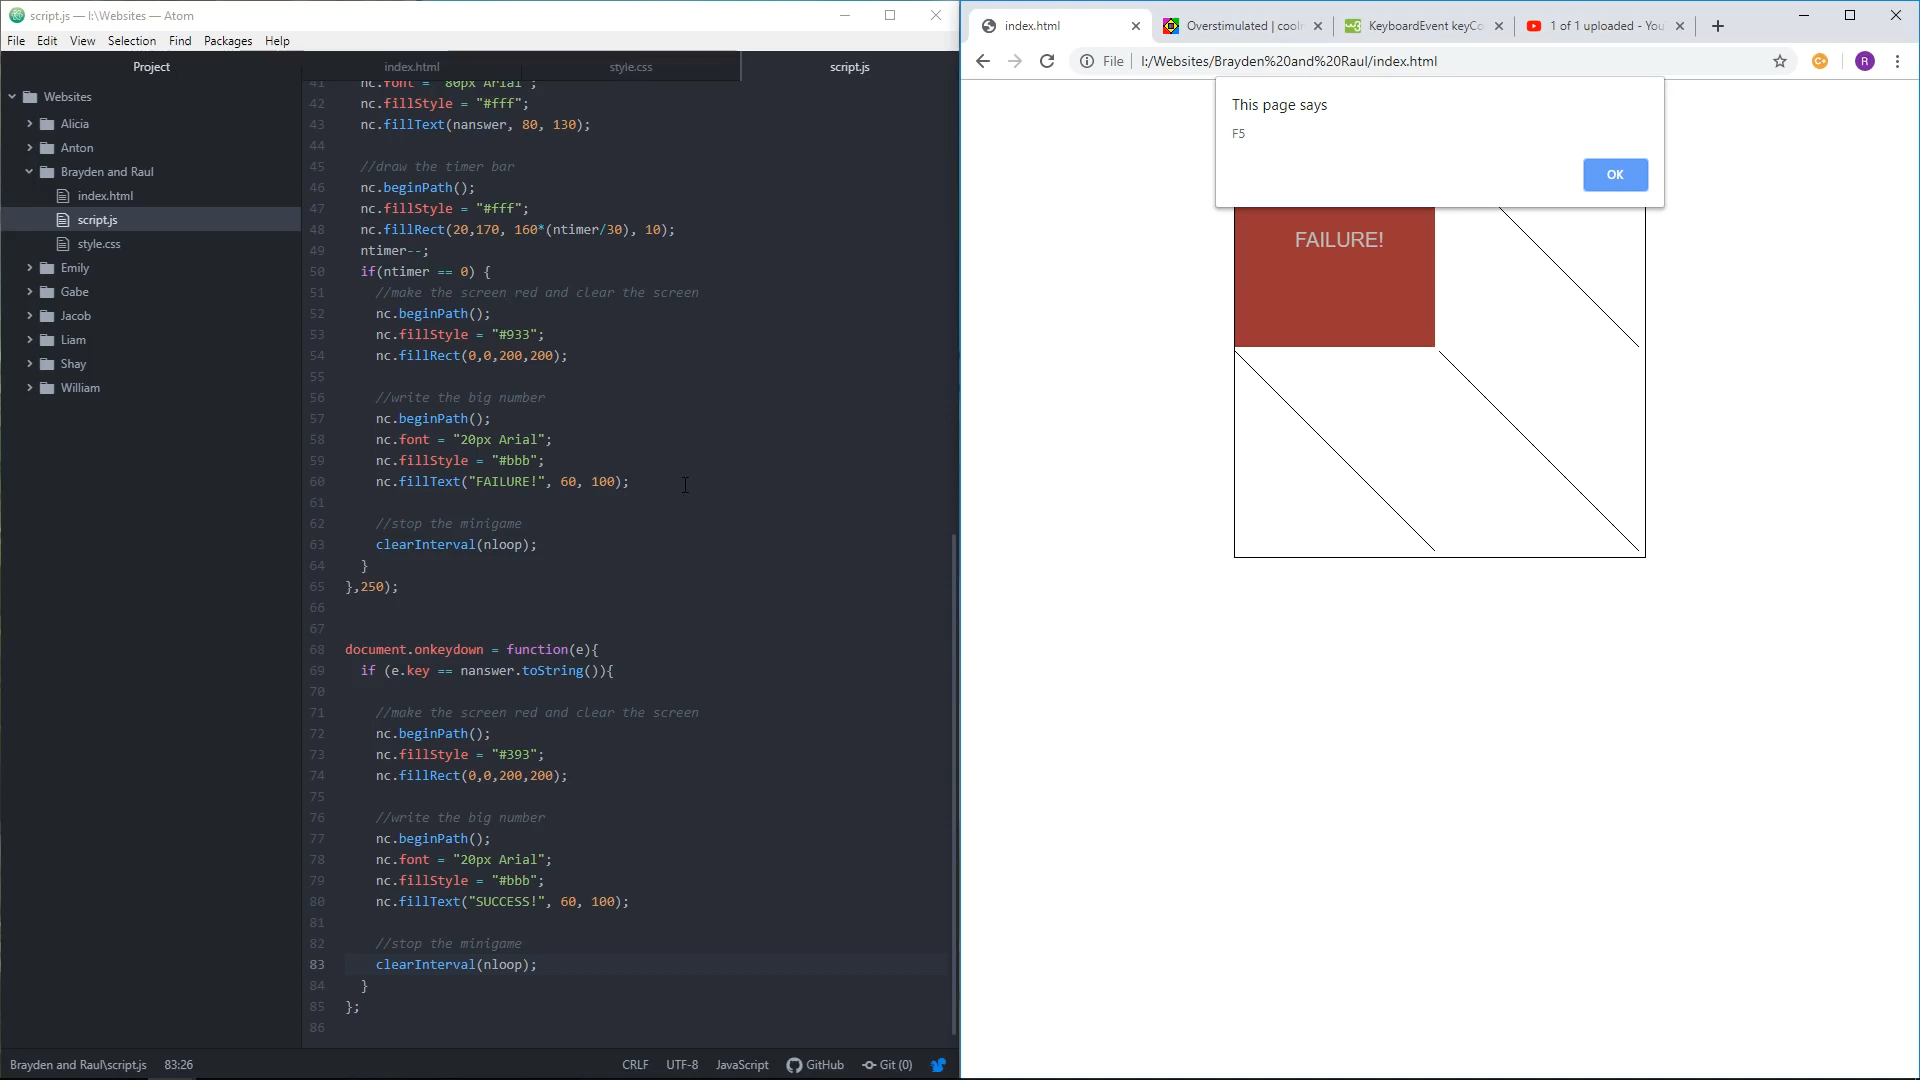 script.js — I:\Websites — Atom
File Edit View Selection Find Packages Help
Project
Websites
Alicia
Anton
Brayden and Raul
index.html
script.js
style.css
Emily
Gabe
Jacob
Liam
Shay
William
index.html style.css script.js
41 nc.font = "80px Arial";
42 nc.fillStyle = "#fff";
43 nc.fillText(nanswer, 80, 130);
44
45 //draw the timer bar
46 nc.beginPath();
47 nc.fillStyle = "#fff";
48 nc.fillRect(20,170, 160*(ntimer/30), 10);
49 ntimer--;
50 if(ntimer == 0) {
51 //make the screen red and clear the screen
52 nc.beginPath();
53 nc.fillStyle = "#933";
54 nc.fillRect(0,0,200,200);
55
56 //write the big number
57 nc.beginPath();
58 nc.font = "20px Arial";
59 nc.fillStyle = "#bbb";
60 nc.fillText("FAILURE!", 60, 100);
61
62 //stop the minigame
63 clearInterval(nloop);
64 }
65 },250);
66
67
68 document.onkeydown = function(e){
69 if (e.key == nanswer.toString()){
70
71 //make the screen red and clear the screen
72 nc.beginPath();
73 nc.fillStyle = "#393";
74 nc.fillRect(0,0,200,200);
75
76 //write the big number
77 nc.beginPath();
78 nc.font = "20px Arial";
79 nc.fillStyle = "#bbb";
80 nc.fillText("SUCCESS!", 60, 100);
81
82 //stop the minigame
83 clearInterval(nloop);
84 }
85 };
86
Brayden and Raul\script.js 83:26 CRLF UTF-8 JavaScript GitHub Git (0)
index.html Overstimulated | cool KeyboardEvent keyCo 1 of 1 uploaded - You
File I:/Websites/Brayden%20and%20Raul/index.html C+ R
This page says
F5
OK
FAILURE!